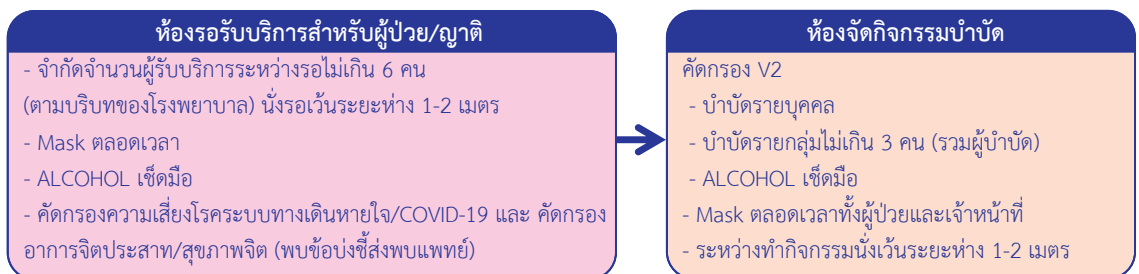 ห้องรอรับบริการสำหรับผู้ป่วย/ญาติ
- จำกัดจำนวนผู้รับบริการระหว่างรอไม่เกิน 6 คน
(ตามบริบทของโรงพยาบาล) นั่งรอเว้นระยะห่าง 1-2 เมตร
- Mask ตลอดเวลา
- ALCOHOL เช็ดมือ
- คัดกรองความเสี่ยงโรคระบบทางเดินหายใจ/COVID-19 และ คัดกรอง
อาการจิตประสาท/สุขภาพจิต (พบข้อบ่งชี้ส่งพบแพทย์)
ห้องจัดกิจกรรมบำบัด
คัดกรอง V2
- บำบัดรายบุคคล
- บำบัดรายกลุ่มไม่เกิน 3 คน (รวมผู้บำบัด)
- ALCOHOL เช็ดมือ
- Mask ตลอดเวลาทั้งผู้ป่วยและเจ้าหน้าที่
- ระหว่างทำกิจกรรมนั่งเว้นระยะห่าง 1-2 เมตร